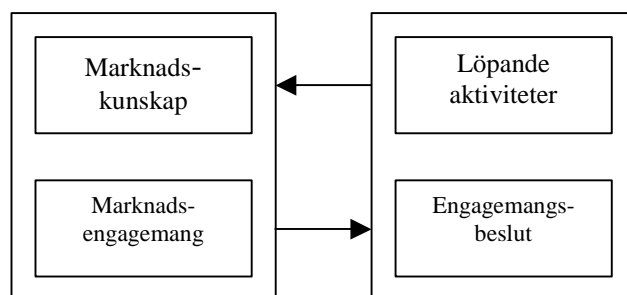 Marknads-
kunskap
Löpande
aktiviteter
Marknads-
engagemang
Engagemangs-
beslut